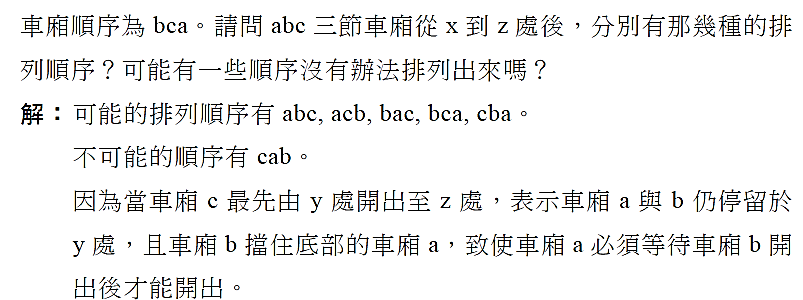 車廂順序為 bca。請問 abc 三節車廂從 x 到 z 處後，分別有那幾種的排
列順序？可能有一些順序沒有辦法排列出來嗎？
解：可能的排列順序有 abc, acb, bac, bca, cba。
不可能的順序有 cab。
因為當車廂 c 最先由 y 處開出至 z 處，表示車廂 a 與 b 仍停留於
y 處，且車廂 b 擋住底部的車廂 a，致使車廂 a 必須等待車廂 b 開
出後才能開出。